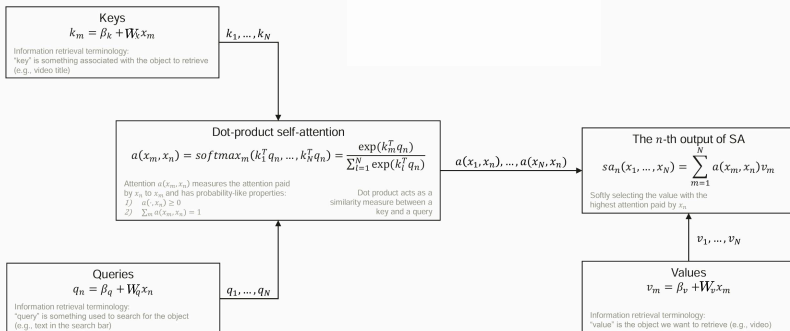 Keys
k_m = β_k + W_k x_m
Information retrieval terminology:
"key" is something associated with the object to retrieve
(e.g., video title)
k_1, … , k_N
Dot-product self-attention
a(x_m, x_n) = softmax_m(k_1^T q_n, … , k_N^T q_n) = exp(k_m^T q_n) / ∑_{l=1}^N exp(k_l^T q_n)
Attention a(x_m, x_n) measures the attention paid
by x_n to x_m and has probability-like properties:
1) a(·, x_n) ≥ 0
2) ∑_m a(x_m, x_n) = 1
Dot product acts as a
similarity measure between a
key and a query
a(x_1, x_n), … , a(x_N, x_n)
The n-th output of SA
sa_n(x_1, … , x_N) = ∑_{m=1}^N a(x_m, x_n)v_m
Softly selecting the value with the
highest attention paid by x_n
Queries
q_n = β_q + W_q x_n
Information retrieval terminology:
"query" is something used to search for the object
(e.g., text in the search bar)
q_1, … , q_N
v_1, … , v_N
Values
v_m = β_v + W_v x_m
Information retrieval terminology:
"value" is the object we want to retrieve (e.g., video)